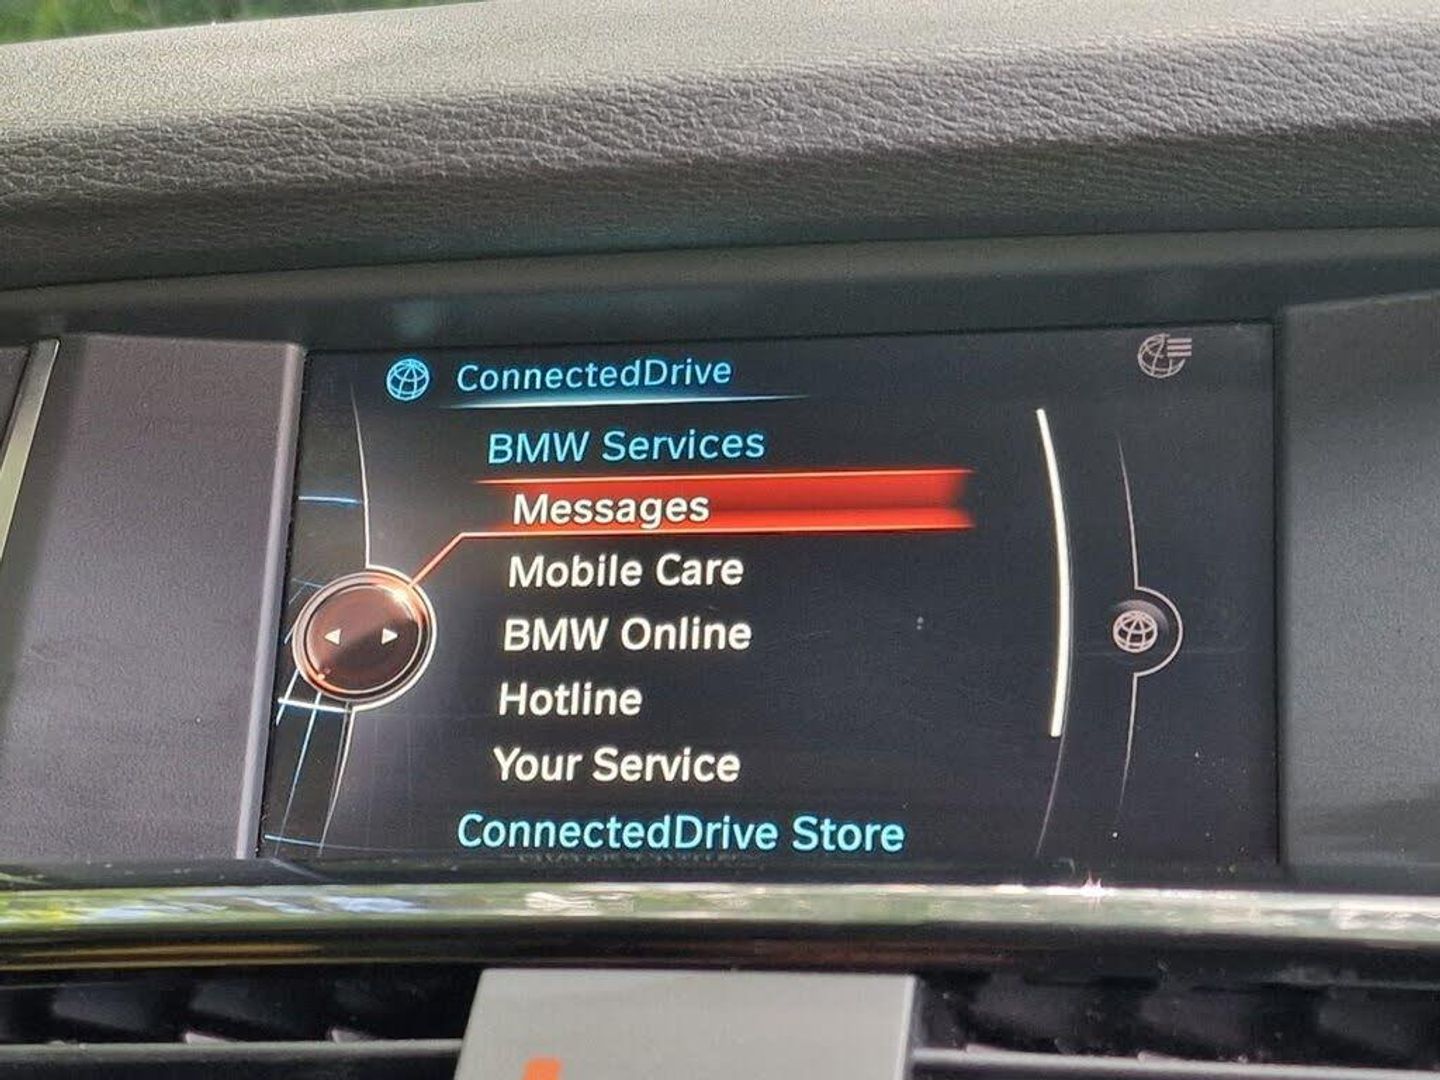 ConnectedDrive
BMW Services
Messages
Mobile Care
BMW Online
Hotline
Your Service
ConnectedDrive Store